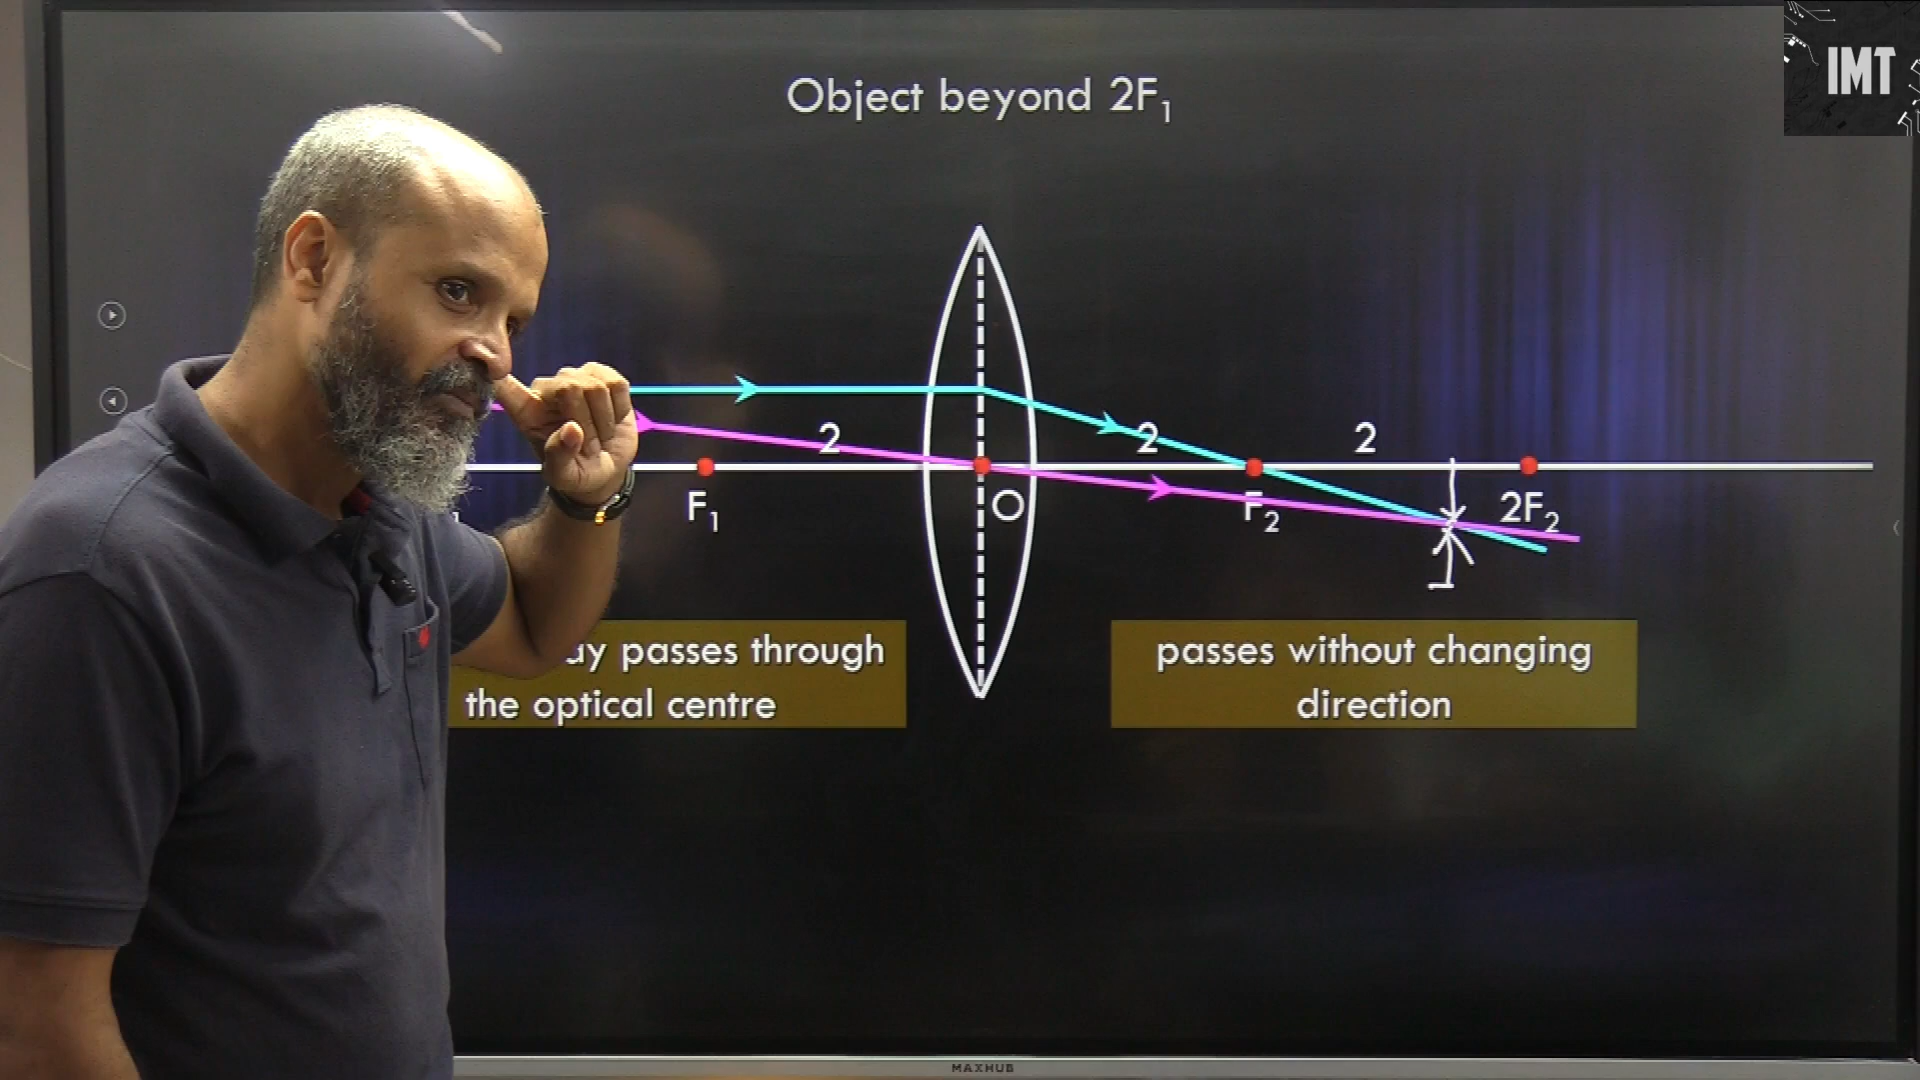 IMT
Object beyond 2F₁
2 2 2
F₁ O F₂ 2F₂
1
passes through
the optical centre
passes without changing
direction
MAXHUB